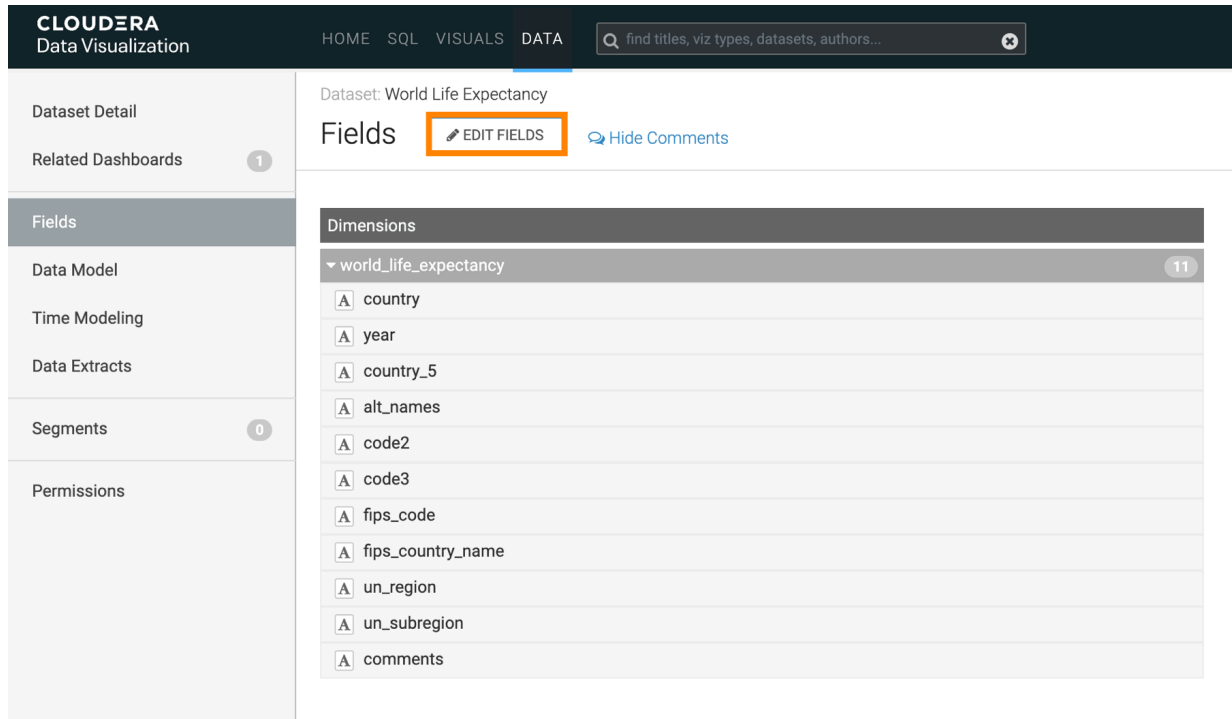 CLOUDERA
Data Visualization
HOME SQL VISUALS DATA
find titles, viz types, datasets, authors...
Dataset Detail
Related Dashboards 1
Fields
Data Model
Time Modeling
Data Extracts
Segments 0
Permissions
Dataset: World Life Expectancy
Fields EDIT FIELDS Hide Comments
Dimensions
world_life_expectancy 11
A country
A year
A country_5
A alt_names
A code2
A code3
A fips_code
A fips_country_name
A un_region
A un_subregion
A comments